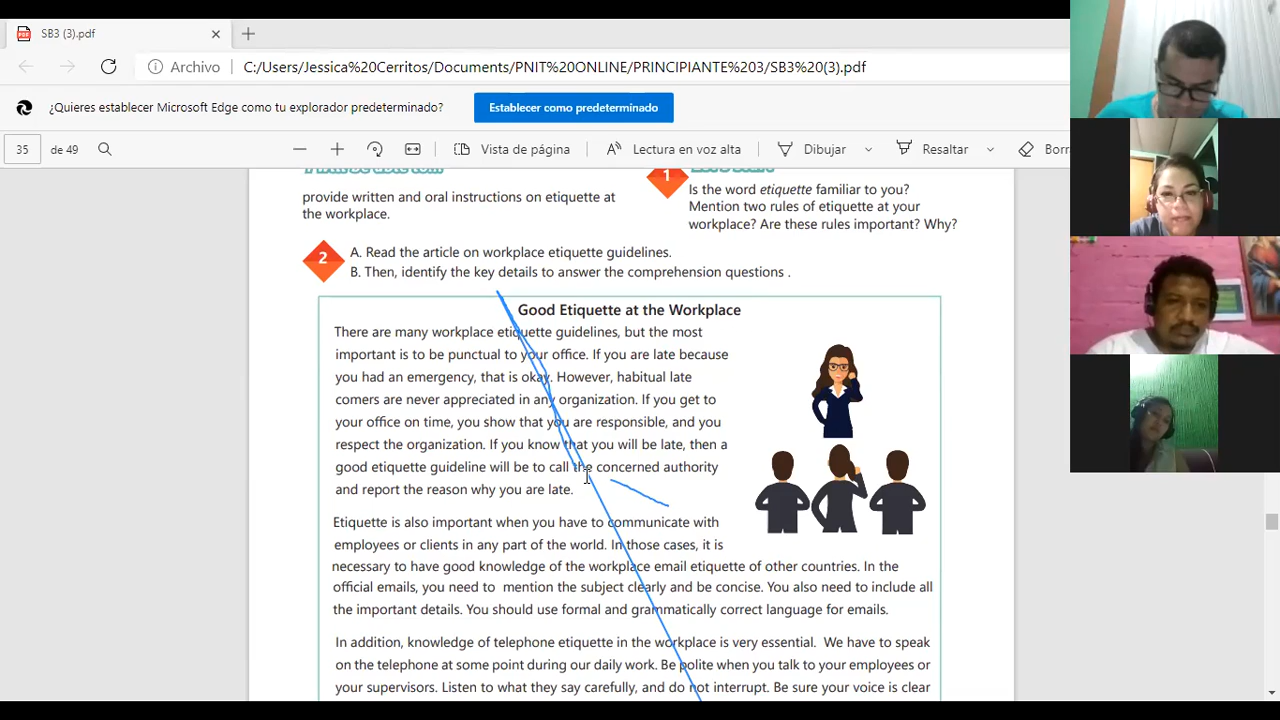 SB3 (3).pdf
Archivo
C:/Users/Jessica%20Cerritos/Documents/PNIT%20ONLINE/PRINCIPIANTE%203/SB3%20(3).pdf
¿Quieres establecer Microsoft Edge como tu explorador predeterminado?
Establecer como predeterminado
35 de 49
Vista de página
Lectura en voz alta
Dibujar
Resaltar
Borr
provide written and oral instructions on etiquette at
the workplace.
1
Is the word etiquette familiar to you?
Mention two rules of etiquette at your
workplace? Are these rules important? Why?
2
A. Read the article on workplace etiquette guidelines.
B. Then, identify the key details to answer the comprehension questions .
Good Etiquette at the Workplace
There are many workplace etiquette guidelines, but the most
important is to be punctual to your office. If you are late because
you had an emergency, that is okay. However, habitual late
comers are never appreciated in any organization. If you get to
your office on time, you show that you are responsible, and you
respect the organization. If you know that you will be late, then a
good etiquette guideline will be to call the concerned authority
and report the reason why you are late.
Etiquette is also important when you have to communicate with
employees or clients in any part of the world. In those cases, it is
necessary to have good knowledge of the workplace email etiquette of other countries. In the
official emails, you need to mention the subject clearly and be concise. You also need to include all
the important details. You should use formal and grammatically correct language for emails.
In addition, knowledge of telephone etiquette in the workplace is very essential. We have to speak
on the telephone at some point during our daily work. Be polite when you talk to your employees or
your supervisors. Listen to what they say carefully, and do not interrupt. Be sure your voice is clear